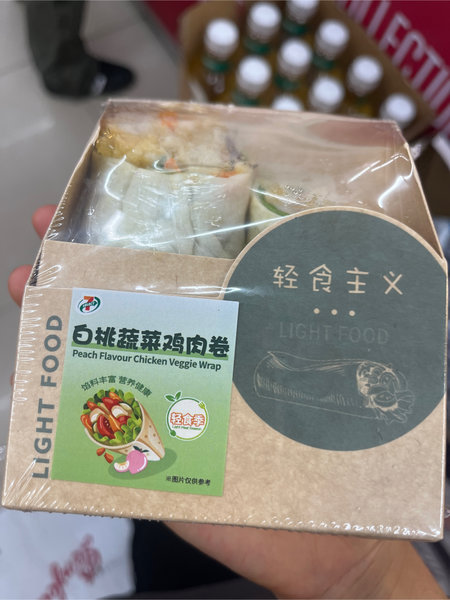 COLLECTION
轻食主义
LIGHT FOOD
LIGHT FOOD
7
白桃蔬菜鸡肉卷
Peach Flavour Chicken Veggie Wrap
馅料丰富 营养健康
轻食季
※图片仅供参考